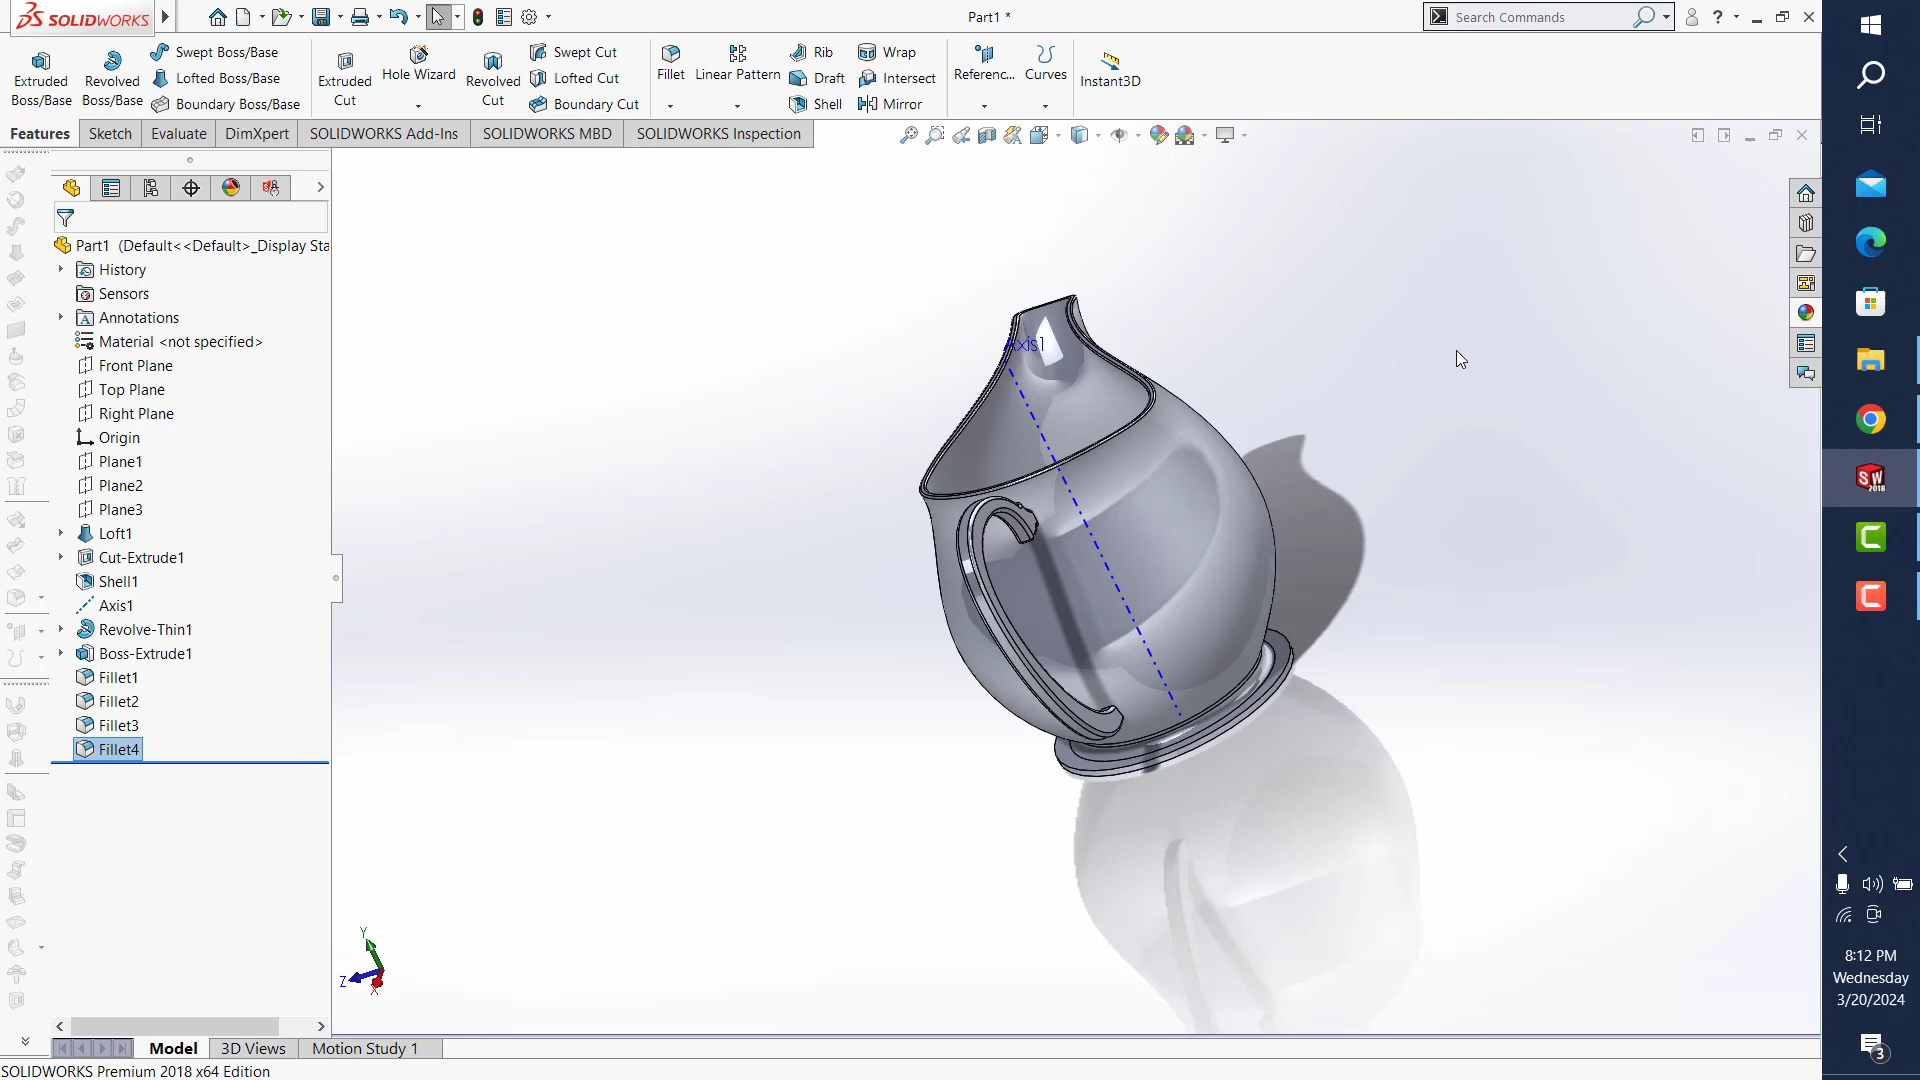 SOLIDWORKS
Part1 *
Search Commands
?
Extruded Boss/Base
Revolved Boss/Base
Swept Boss/Base
Lofted Boss/Base
Boundary Boss/Base
Extruded Cut
Hole Wizard
Revolved Cut
Swept Cut
Lofted Cut
Boundary Cut
Fillet
Linear Pattern
Rib
Draft
Shell
Wrap
Intersect
Mirror
Referenc...
Curves
Instant3D
Features
Sketch
Evaluate
DimXpert
SOLIDWORKS Add-Ins
SOLIDWORKS MBD
SOLIDWORKS Inspection
Part1 (Default<<Default>_Display Sta
History
Sensors
Annotations
Material <not specified>
Front Plane
Top Plane
Right Plane
Origin
Plane1
Plane2
Plane3
Loft1
Cut-Extrude1
Shell1
Axis1
Revolve-Thin1
Boss-Extrude1
Fillet1
Fillet2
Fillet3
Fillet4
Axis1
Y
Z
X
Model
3D Views
Motion Study 1
SOLIDWORKS Premium 2018 x64 Edition
SW
2018
8:12 PM
Wednesday
3/20/2024
3